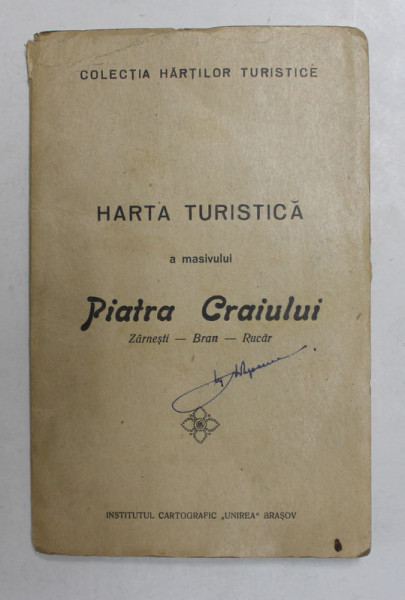 COLECȚIA HĂRȚILOR TURISTICE
HARTA TURISTICĂ
a masivului
Piatra Craiului
Zărnești — Bran — Rucăr
INSTITUTUL CARTOGRAFIC „UNIREA" BRAȘOV